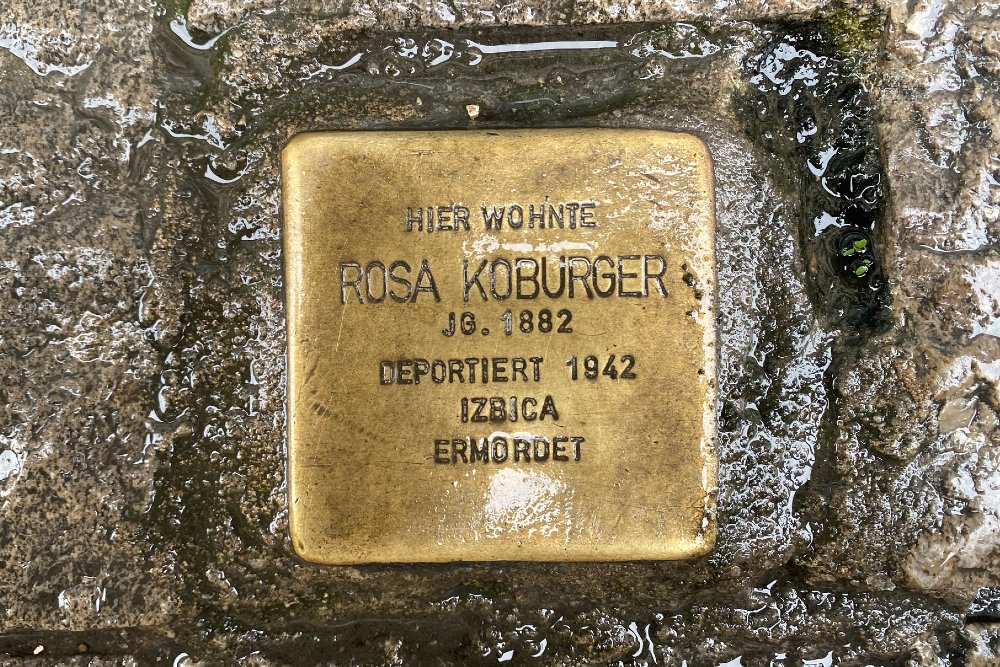 HIER WOHNTE
ROSA KOBURGER
JG. 1882
DEPORTIERT 1942
IZBICA
ERMORDET